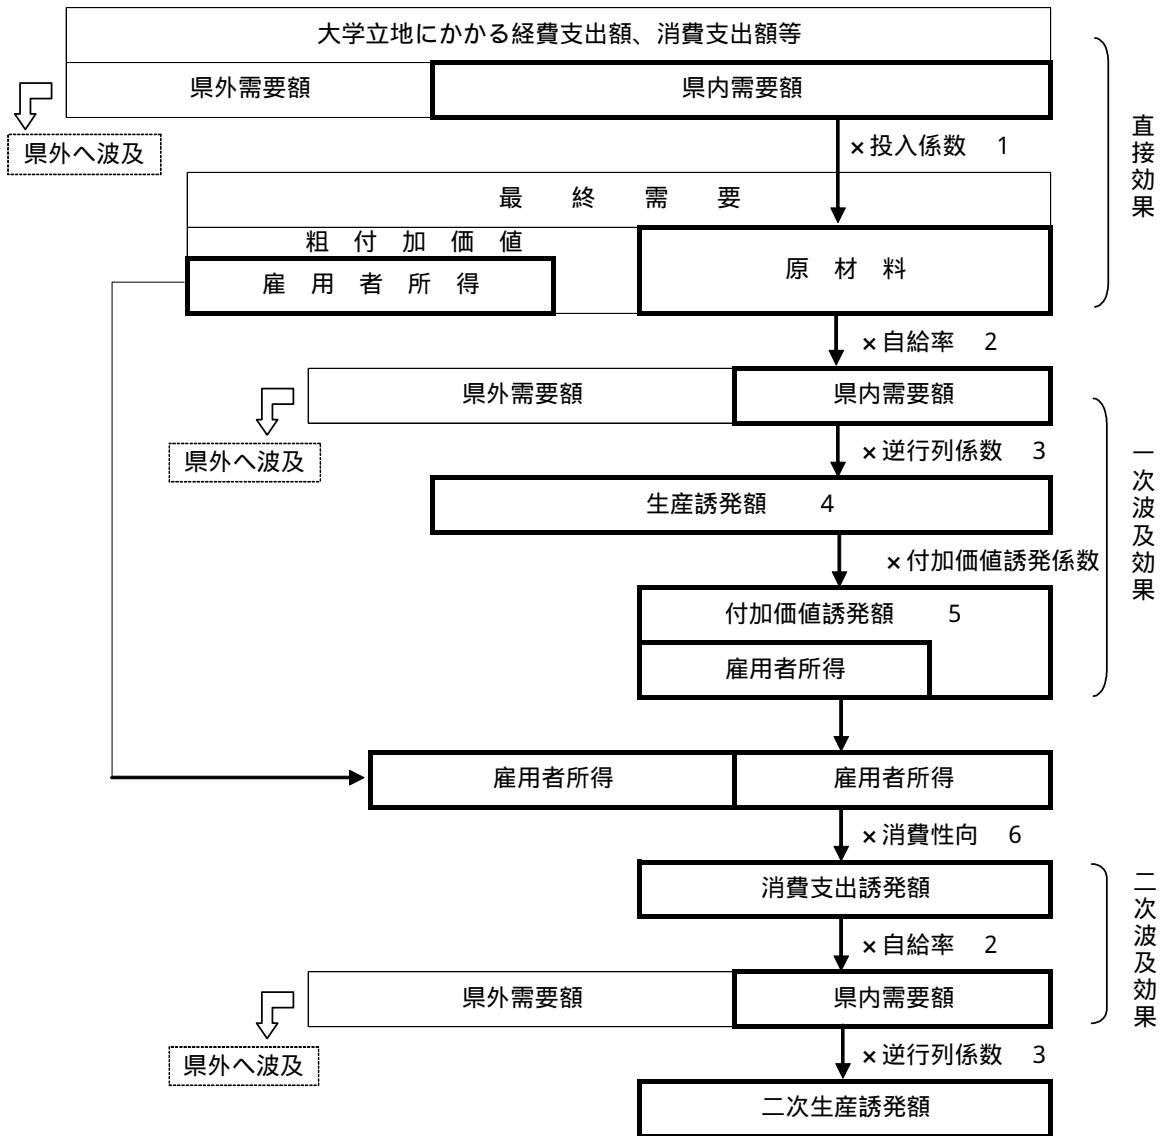 大学立地にかかる経費支出額、消費支出額等
県外需要額
県内需要額
県外へ波及
×投入係数 1
直接効果
最 終 需 要
粗 付 加 価 値
雇 用 者 所 得
原 材 料
×自給率 2
県外需要額
県内需要額
県外へ波及
×逆行列係数 3
生産誘発額 4
×付加価値誘発係数
一次波及効果
付加価値誘発額 5
雇用者所得
雇用者所得
雇用者所得
×消費性向 6
消費支出誘発額
×自給率 2
二次波及効果
県外需要額
県内需要額
県外へ波及
×逆行列係数 3
二次生産誘発額